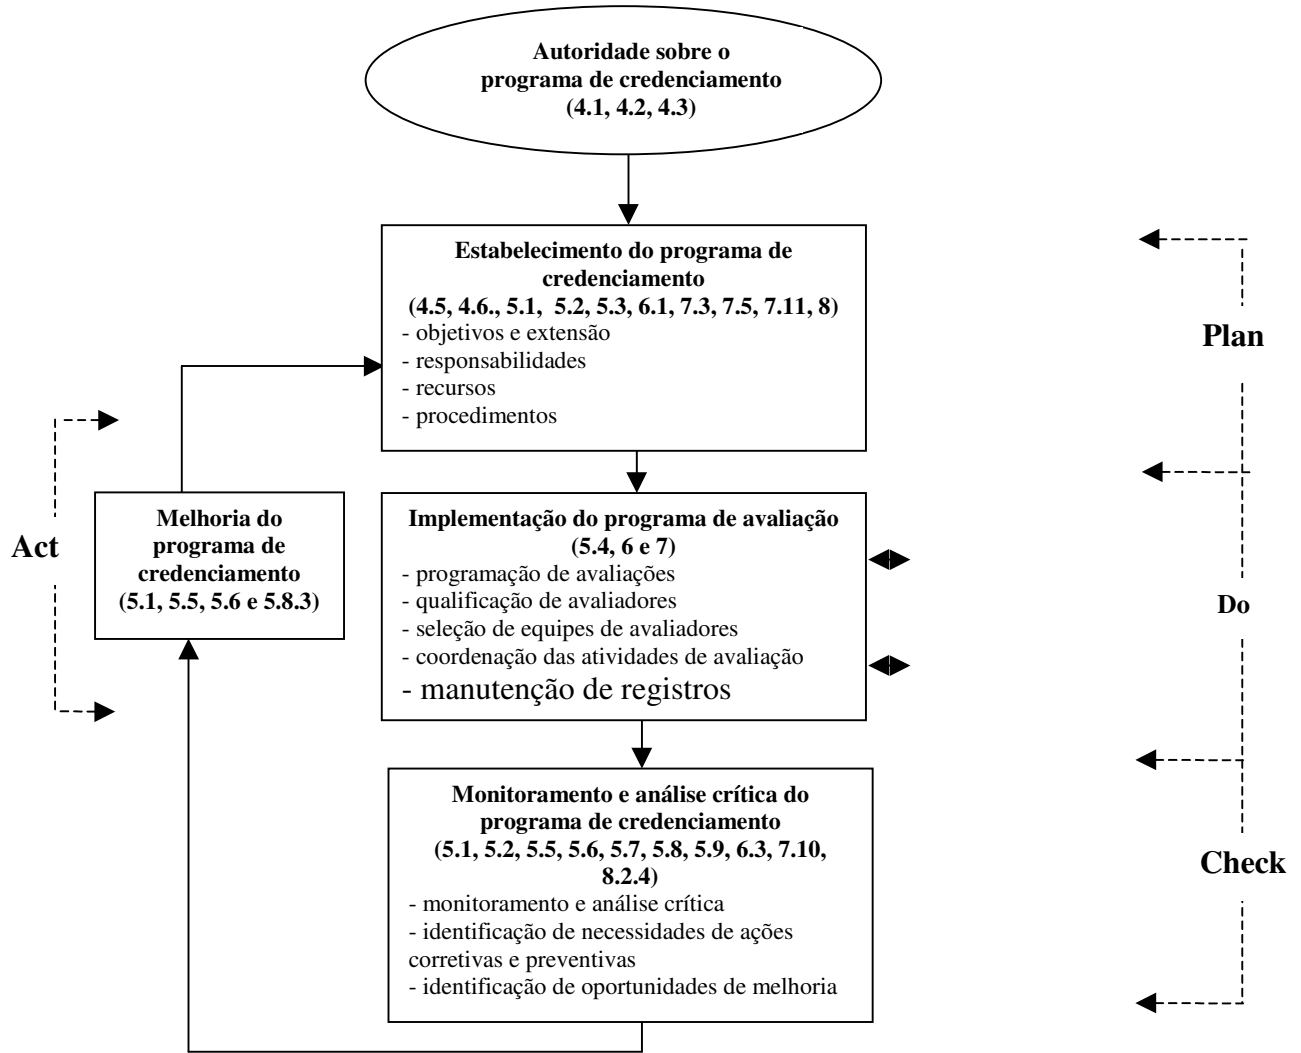 Autoridade sobre o
programa de credenciamento
(4.1, 4.2, 4.3)
Estabelecimento do programa de
credenciamento
(4.5, 4.6., 5.1,  5.2, 5.3, 6.1, 7.3, 7.5, 7.11, 8)
- objetivos e extensão
- responsabilidades
- recursos
- procedimentos
Plan
Melhoria do
programa de
credenciamento
(5.1, 5.5, 5.6 e 5.8.3)
Act
Implementação do programa de avaliação
(5.4, 6 e 7)
- programação de avaliações
- qualificação de avaliadores
- seleção de equipes de avaliadores
- coordenação das atividades de avaliação
- manutenção de registros
Do
Monitoramento e análise crítica do
programa de credenciamento
(5.1, 5.2, 5.5, 5.6, 5.7, 5.8, 5.9, 6.3, 7.10,
8.2.4)
- monitoramento e análise crítica
- identificação de necessidades de ações
corretivas e preventivas
- identificação de oportunidades de melhoria
Check